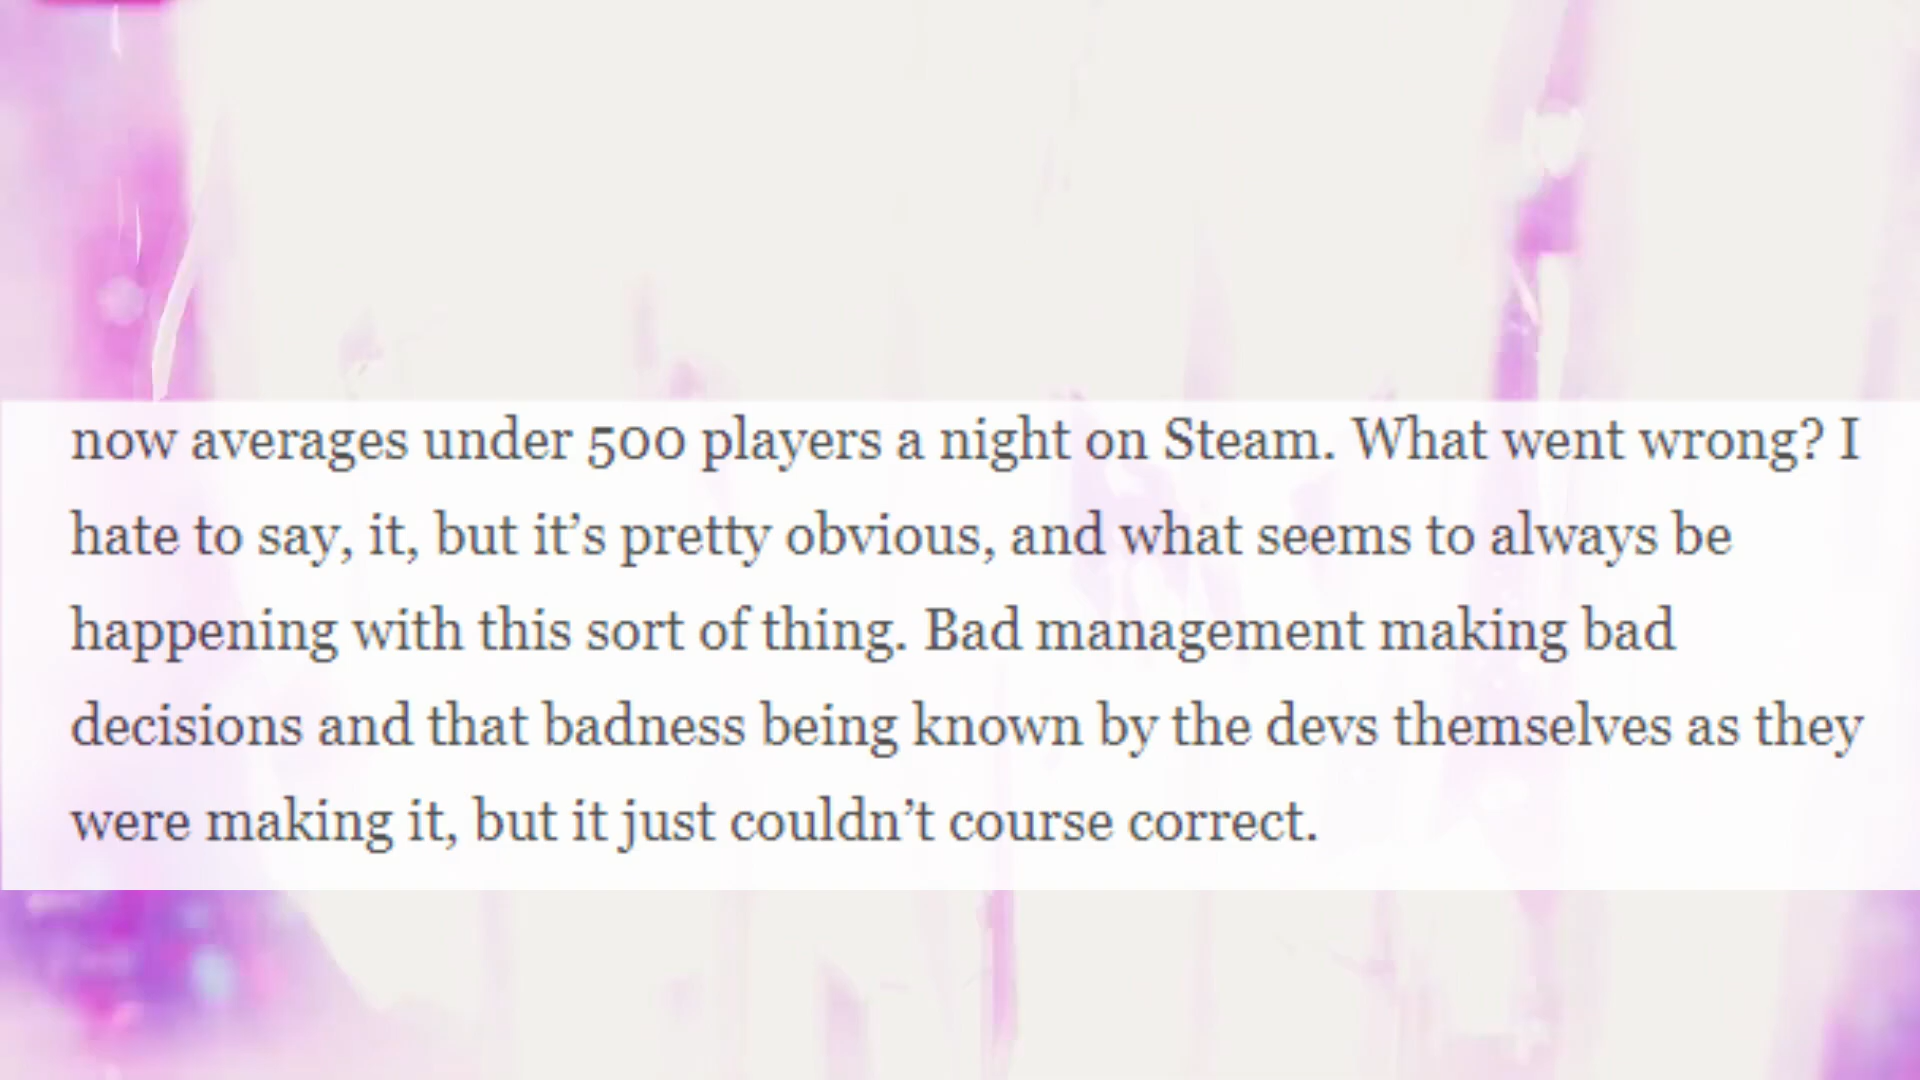 now averages under 500 players a night on Steam. What went wrong? I
hate to say, it, but it’s pretty obvious, and what seems to always be
happening with this sort of thing. Bad management making bad
decisions and that badness being known by the devs themselves as they
were making it, but it just couldn’t course correct.